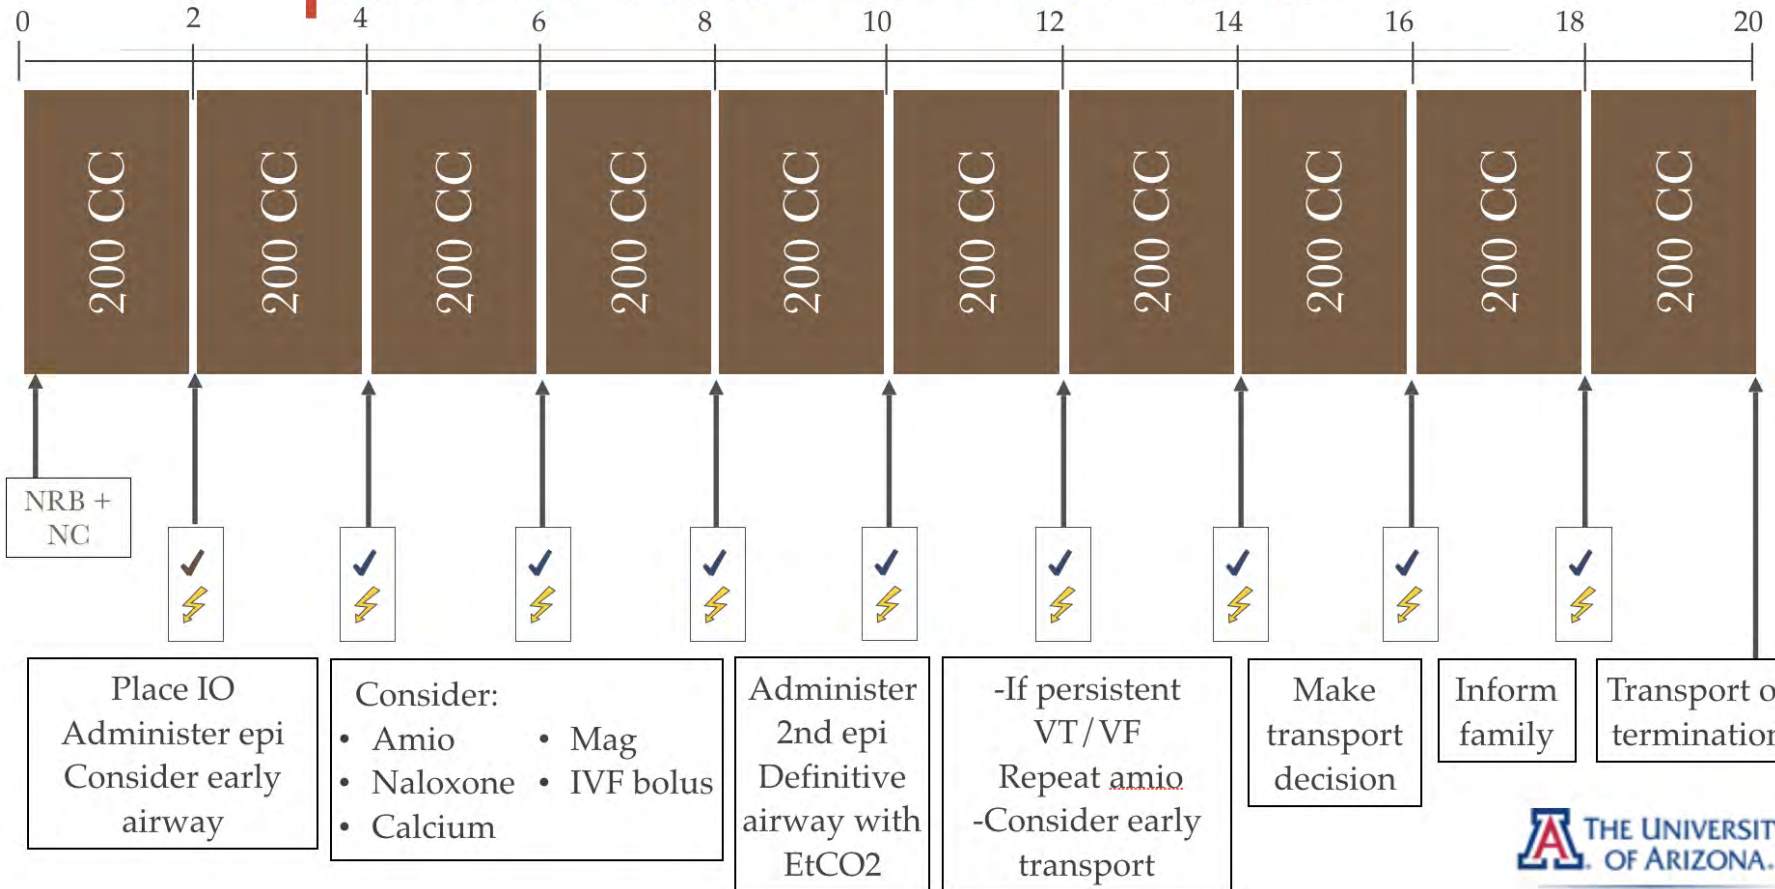 0 2 4 6 8 10 12 14 16 18 20
200 CC
200 CC
200 CC
200 CC
200 CC
200 CC
200 CC
200 CC
200 CC
200 CC
NRB +
NC
Place IO
Administer epi
Consider early
airway
Consider:
• Amio
• Naloxone
• Calcium
• Mag
• IVF bolus
Administer
2nd epi
Definitive
airway with
EtCO2
-If persistent
VT/VF
Repeat amio
-Consider early
transport
Make
transport
decision
Inform
family
Transport o
termination
A THE UNIVERSIT
OF ARIZONA.